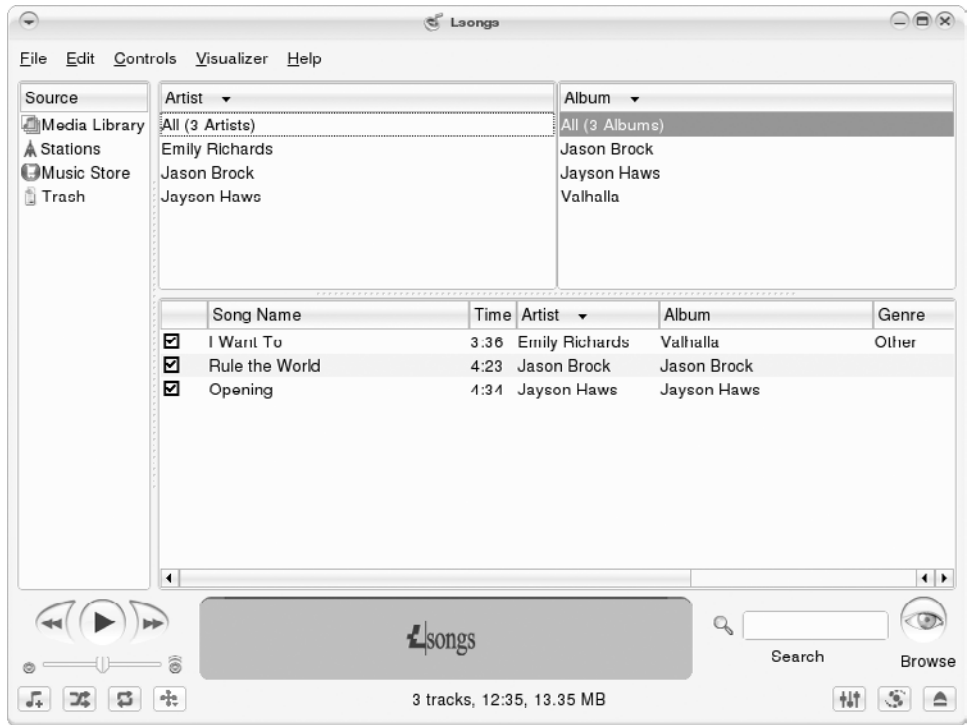 Lsongs
File Edit Controls Visualizer Help
Source
Media Library
Stations
Music Store
Trash
Artist
All (3 Artists)
Emily Richards
Jason Brock
Jayson Haws
Album
All (3 Albums)
Jason Brock
Jayson Haws
Valhalla
Song Name Time Artist Album Genre
I Want To 3:36 Emily Richards Valhalla Other
Rule the World 4:23 Jason Brock Jason Brock
Opening 4:34 Jayson Haws Jayson Haws
Lsongs
Search
Browse
3 tracks, 12:35, 13.35 MB